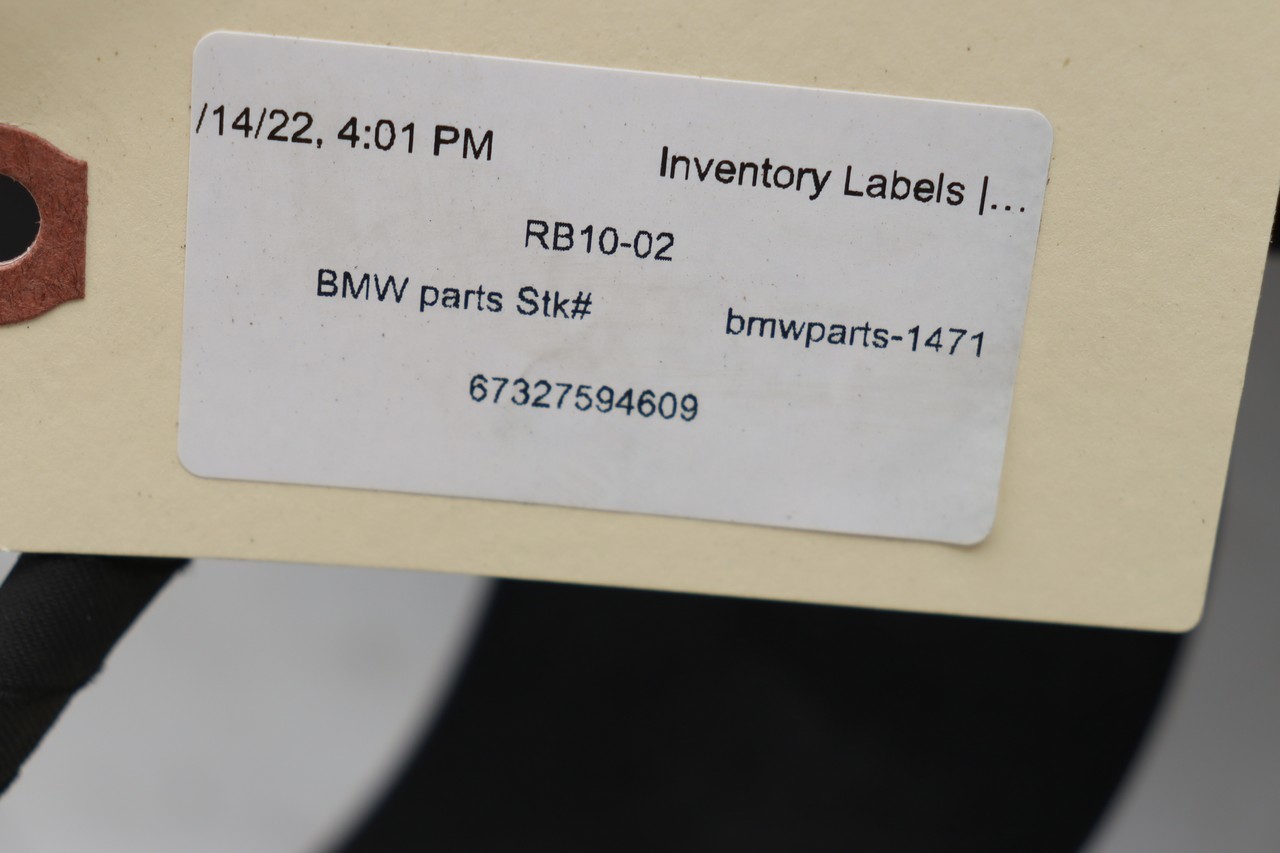 /14/22, 4:01 PM Inventory Labels |...
RB10-02
BMW parts Stk# bmwparts-1471
67327594609